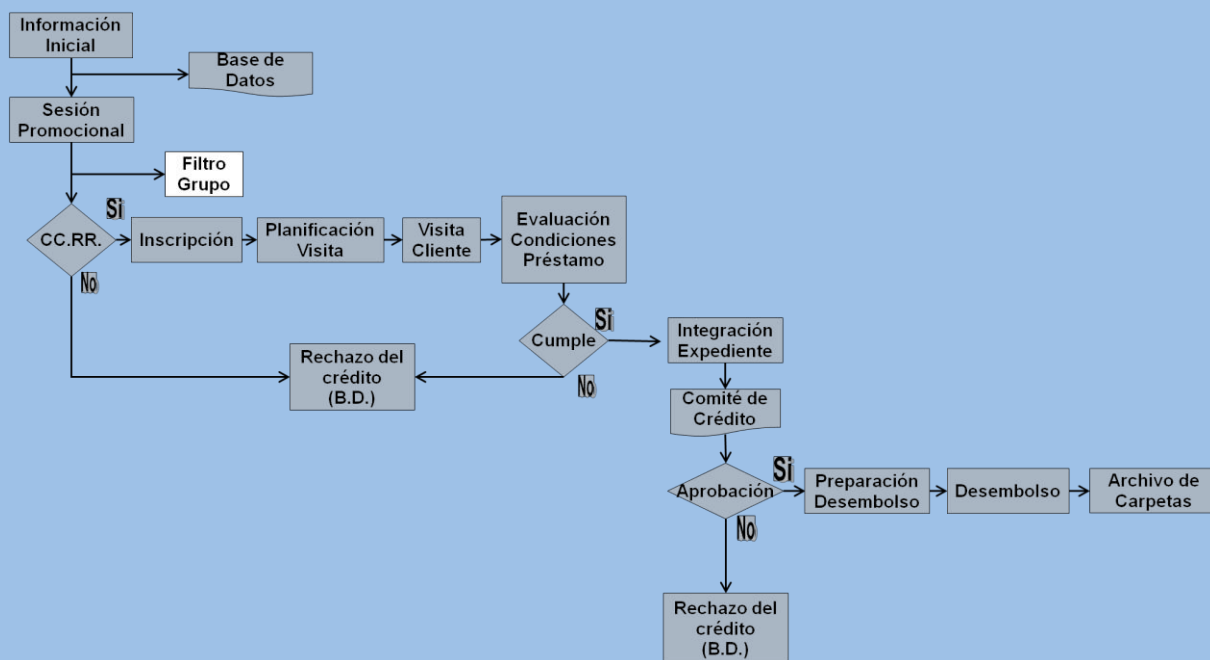 Información
Inicial
Base de
Datos
Sesión
Promocional
Filtro
Grupo
Si
CC.RR.
Inscripción
Planificación
Visita
Visita
Cliente
Evaluación
Condiciones
Préstamo
No
Si
Cumple
Integración
Expediente
Rechazo del
crédito
(B.D.)
No
Comité de
Crédito
Si
Aprobación
Preparación
Desembolso
Desembolso
Archivo de
Carpetas
No
Rechazo del
crédito
(B.D.)